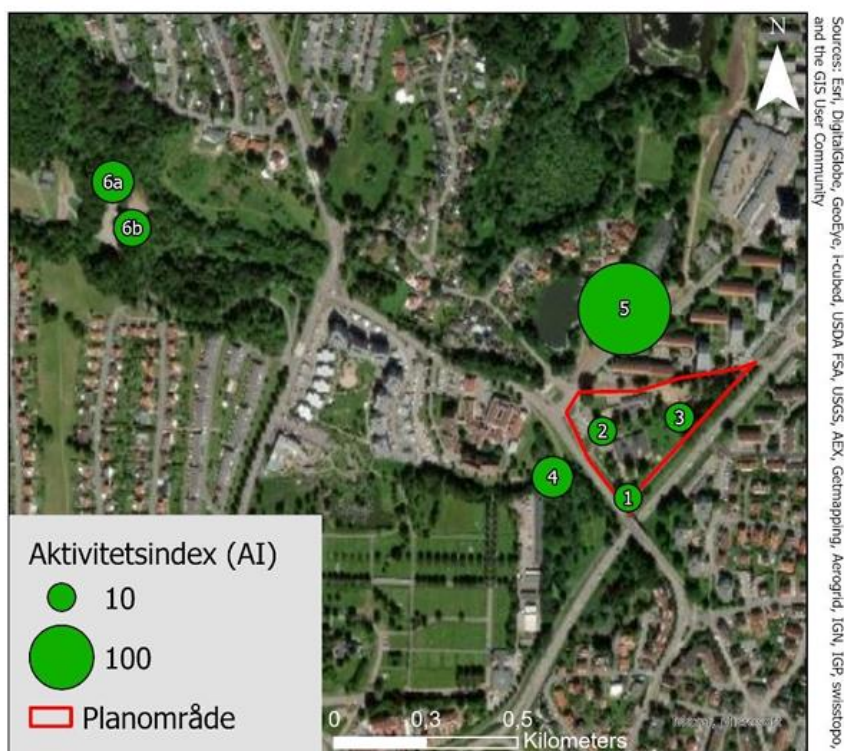 N
6a
6b
5
3
2
4
1
Aktivitetsindex (AI)
10
100
Planområde
0 0,3 0,5
Kilometers
Sources: Esri, DigitalGlobe, GeoEye, i-cubed, USDA FSA, USGS, AEX, Getmapping, Aerogrid, IGN, IGP, swisstopo,
and the GIS User Community